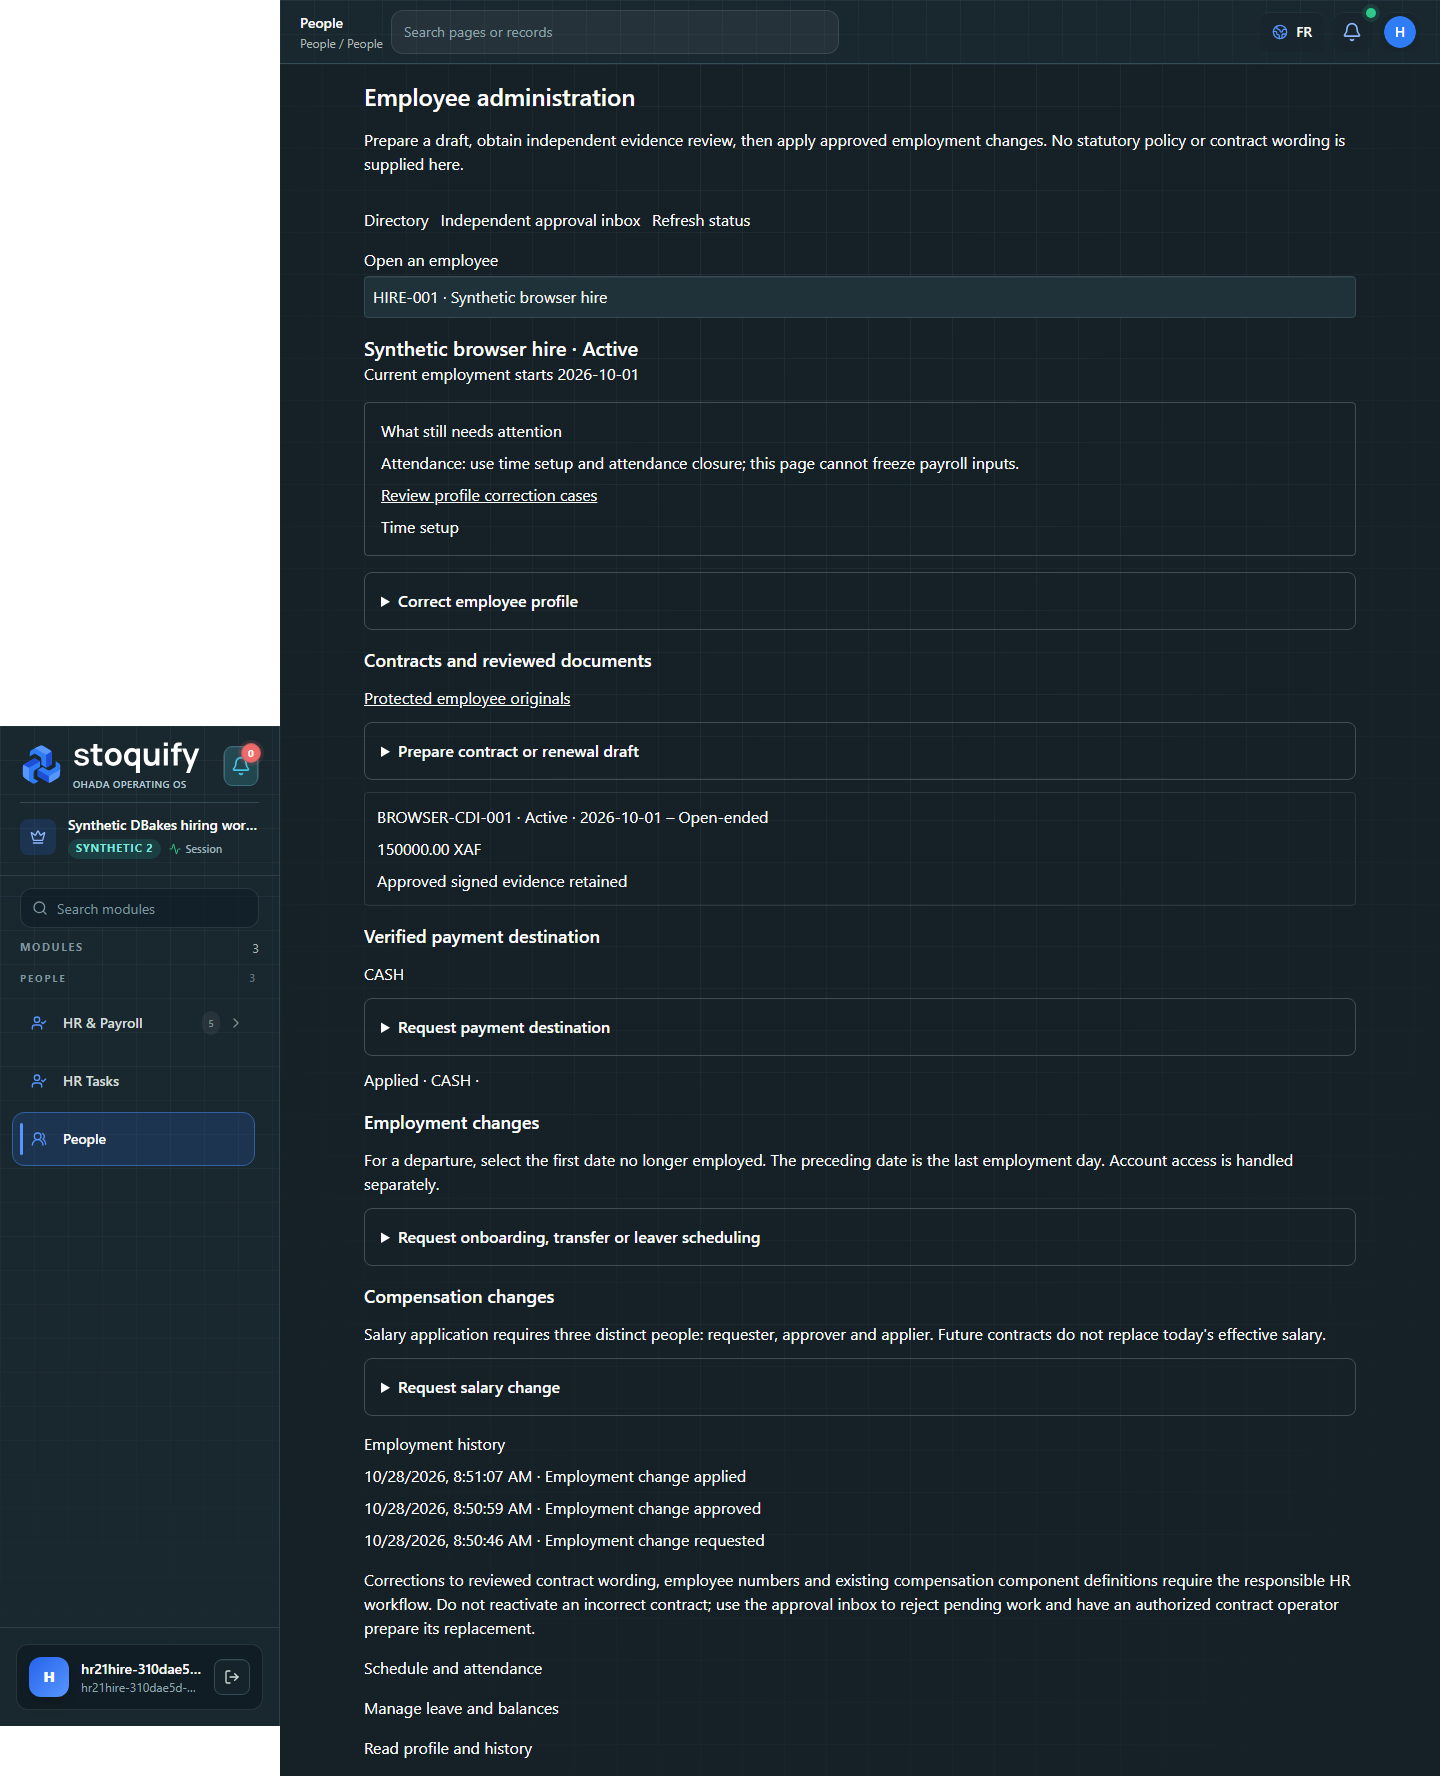 People
People / People
Search pages or records
FR
H
Employee administration
Prepare a draft, obtain independent evidence review, then apply approved employment changes. No statutory policy or contract wording is
supplied here.
Directory Independent approval inbox Refresh status
Open an employee
HIRE-001 · Synthetic browser hire
Synthetic browser hire · Active
Current employment starts 2026-10-01
What still needs attention
Attendance: use time setup and attendance closure; this page cannot freeze payroll inputs.
Review profile correction cases
Time setup
Correct employee profile
Contracts and reviewed documents
Protected employee originals
Prepare contract or renewal draft
BROWSER-CDI-001 · Active · 2026-10-01 – Open-ended
150000.00 XAF
Approved signed evidence retained
Verified payment destination
CASH
Request payment destination
Applied · CASH ·
Employment changes
For a departure, select the first date no longer employed. The preceding date is the last employment day. Account access is handled
separately.
Request onboarding, transfer or leaver scheduling
Compensation changes
Salary application requires three distinct people: requester, approver and applier. Future contracts do not replace today's effective salary.
Request salary change
Employment history
10/28/2026, 8:51:07 AM · Employment change applied
10/28/2026, 8:50:59 AM · Employment change approved
10/28/2026, 8:50:46 AM · Employment change requested
Corrections to reviewed contract wording, employee numbers and existing compensation component definitions require the responsible HR
workflow. Do not reactivate an incorrect contract; use the approval inbox to reject pending work and have an authorized contract operator
prepare its replacement.
Schedule and attendance
Manage leave and balances
Read profile and history
stoquify
0
OHADA OPERATING OS
Synthetic DBakes hiring wor...
SYNTHETIC 2 Session
Search modules
MODULES 3
PEOPLE 3
HR & Payroll 5
HR Tasks
People
H
hr21hire-310dae5...
hr21hire-310dae5d-...